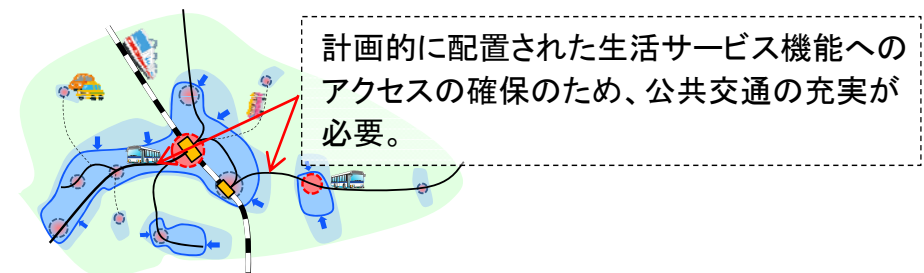 計画的に配置された生活サービス機能への
アクセスの確保のため、公共交通の充実が
必要。